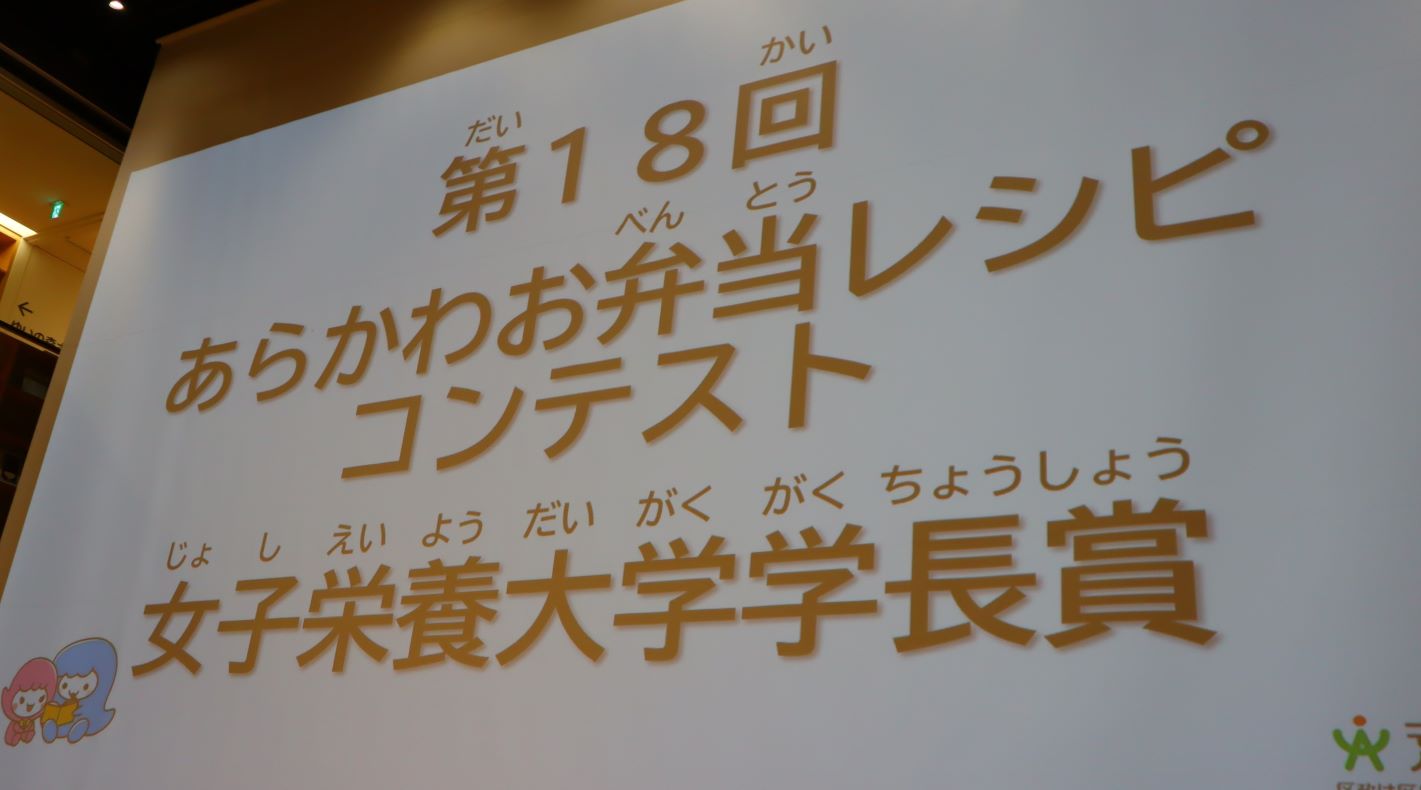 だい かい
第１８回
べん とう
あらかわお弁当レシピ
コンテスト
じょ し えい よう だい がく がく ちょうしょう
女子栄養大学学長賞